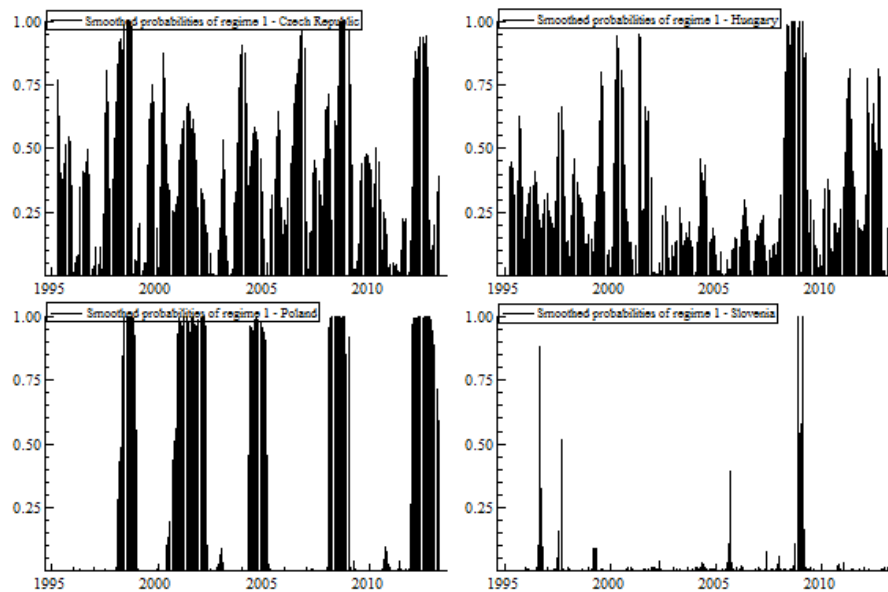 Smoothed probabilities of regime 1 - Czech Republic
1.00
0.75
0.50
0.25
1995 2000 2005 2010
Smoothed probabilities of regime 1 - Hungary
1.00
0.75
0.50
0.25
1995 2000 2005 2010
Smoothed probabilities of regime 1 - Poland
1.00
0.75
0.50
0.25
1995 2000 2005 2010
Smoothed probabilities of regime 1 - Slovenia
1.00
0.75
0.50
0.25
1995 2000 2005 2010